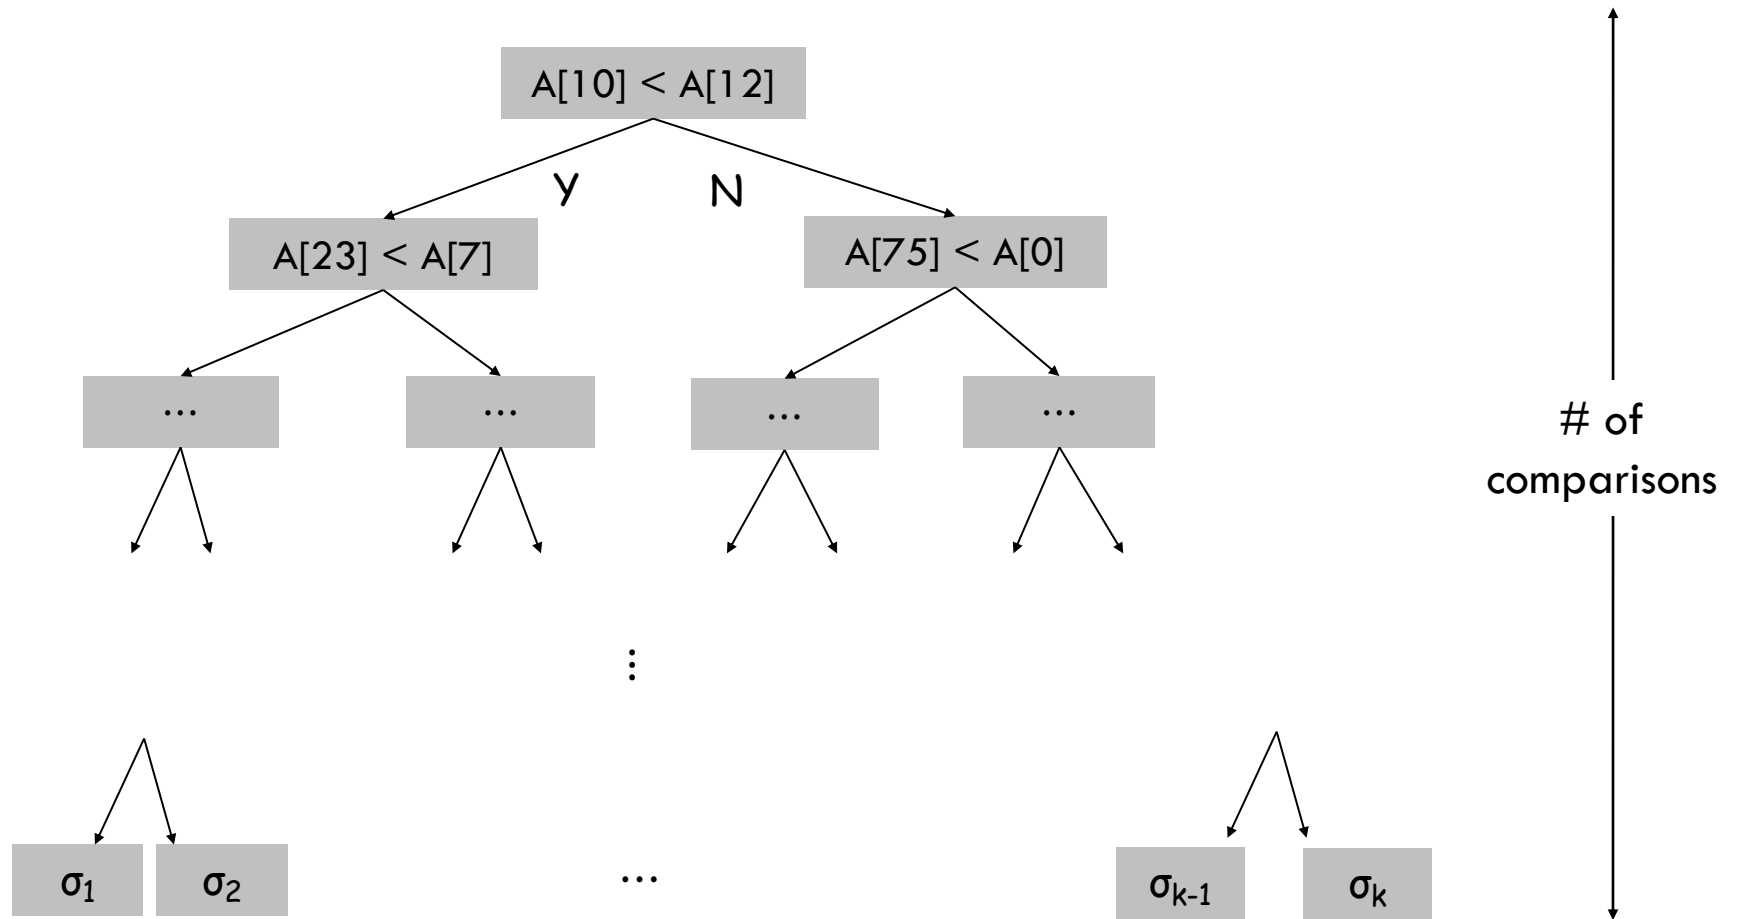 A[10] < A[12]
Y
N
A[23] < A[7]
A[75] < A[0]
...
...
...
...
# of
comparisons
⋮
σ1
σ2
...
σk-1
σk